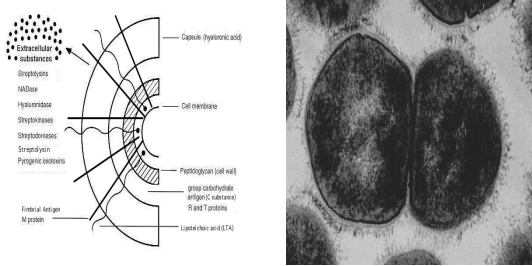 Extracellular
substances
Streptolysins
NADase
Hyaluronidase
Streptokinases
Streptodornases
Streptolysin
Pyrogenic exotoxins
Fimbrial Antigen
M protein
Capsule (hyaluronic acid)
Cell membrane
Peptidoglycan (cell wall)
group carbohydrate
antigen (C substance)
R and T proteins
Lipoteichoic acid (LTA)